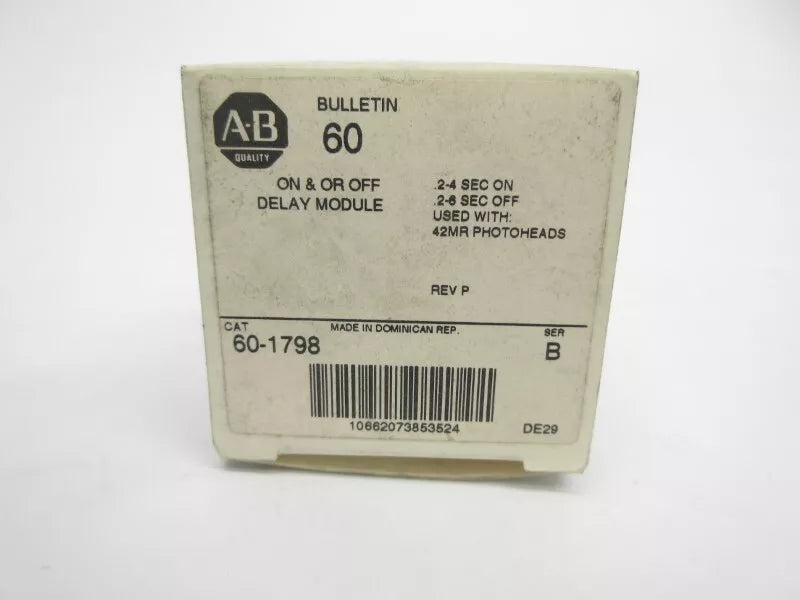 A-B
QUALITY
BULLETIN
60
ON & OR OFF
DELAY MODULE
.2-4 SEC ON
.2-6 SEC OFF
USED WITH:
42MR PHOTOHEADS
REV P
CAT
MADE IN DOMINICAN REP.
SER
60-1798
B
10662073853524
DE29